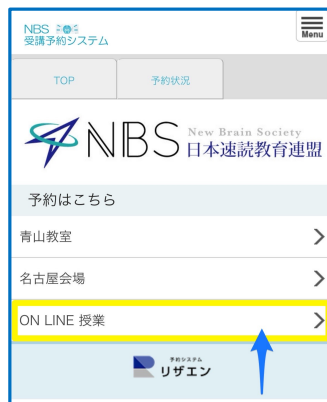 NBS
受講予約システム
Menu
TOP
予約状況
NBS
New Brain Society
日本速読教育連盟
予約はこちら
青山教室
名古屋会場
ON LINE 授業
予約システム
リザエン